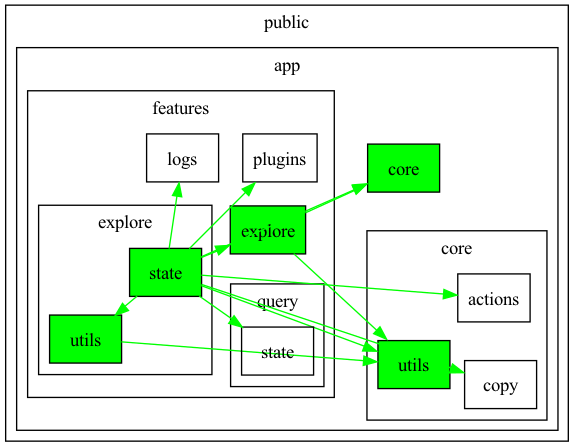 public
app
features
logs
plugins
core
explore
explore
core
state
query
actions
utils
state
utils
copy